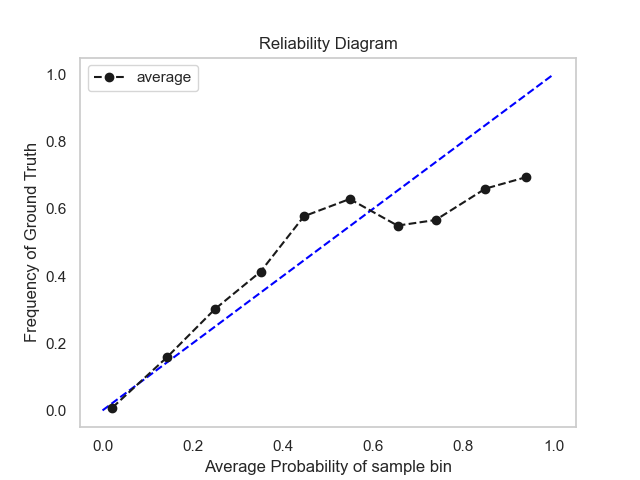 Reliability Diagram
average
1.0
0.8
0.6
0.4
0.2
0.0
Frequency of Ground Truth
0.0 0.2 0.4 0.6 0.8 1.0
Average Probability of sample bin